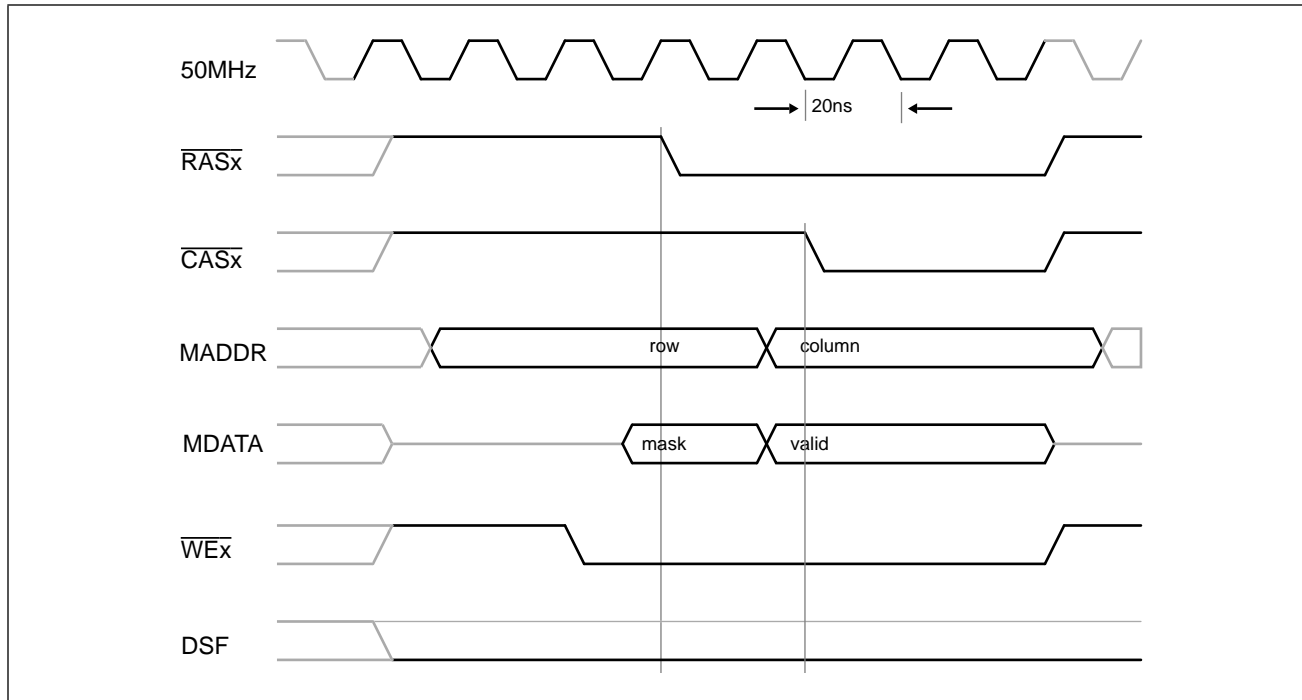 50MHz
20ns
RASx
CASx
MADDR
row
column
MDATA
mask
valid
WEx
DSF